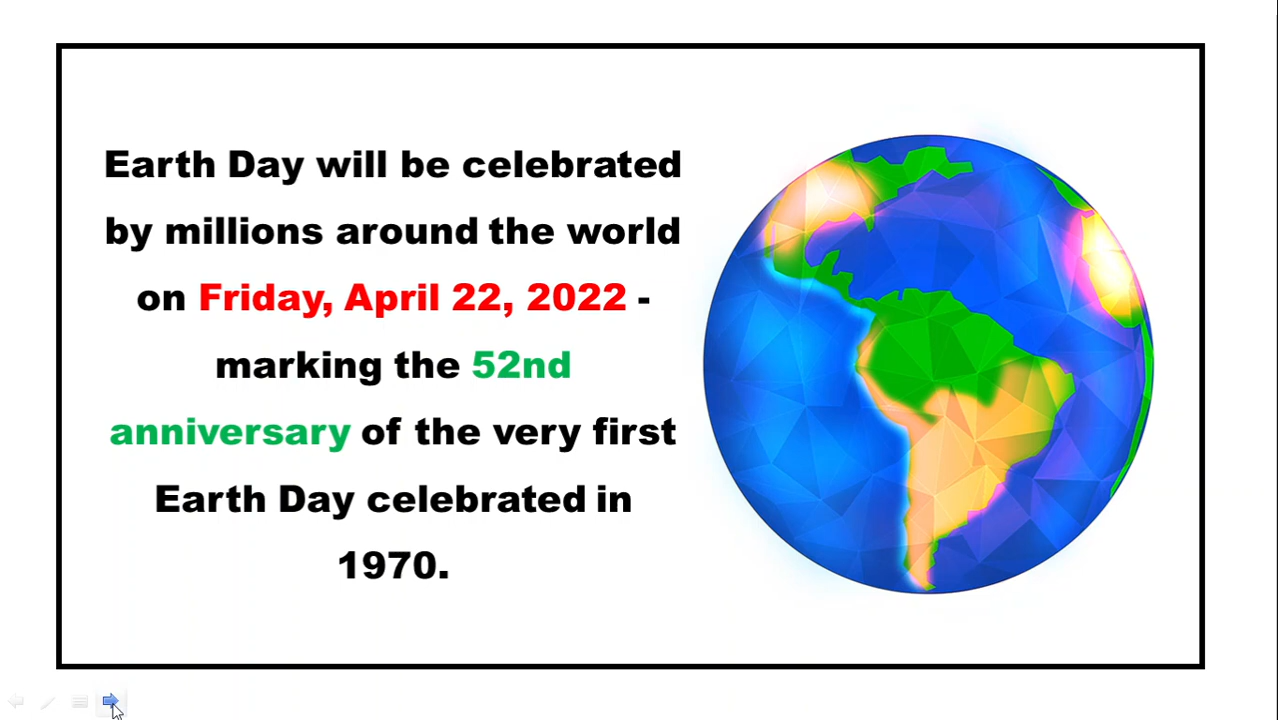 Earth Day will be celebrated
by millions around the world
on Friday, April 22, 2022 -
marking the 52nd
anniversary of the very first
Earth Day celebrated in
1970.